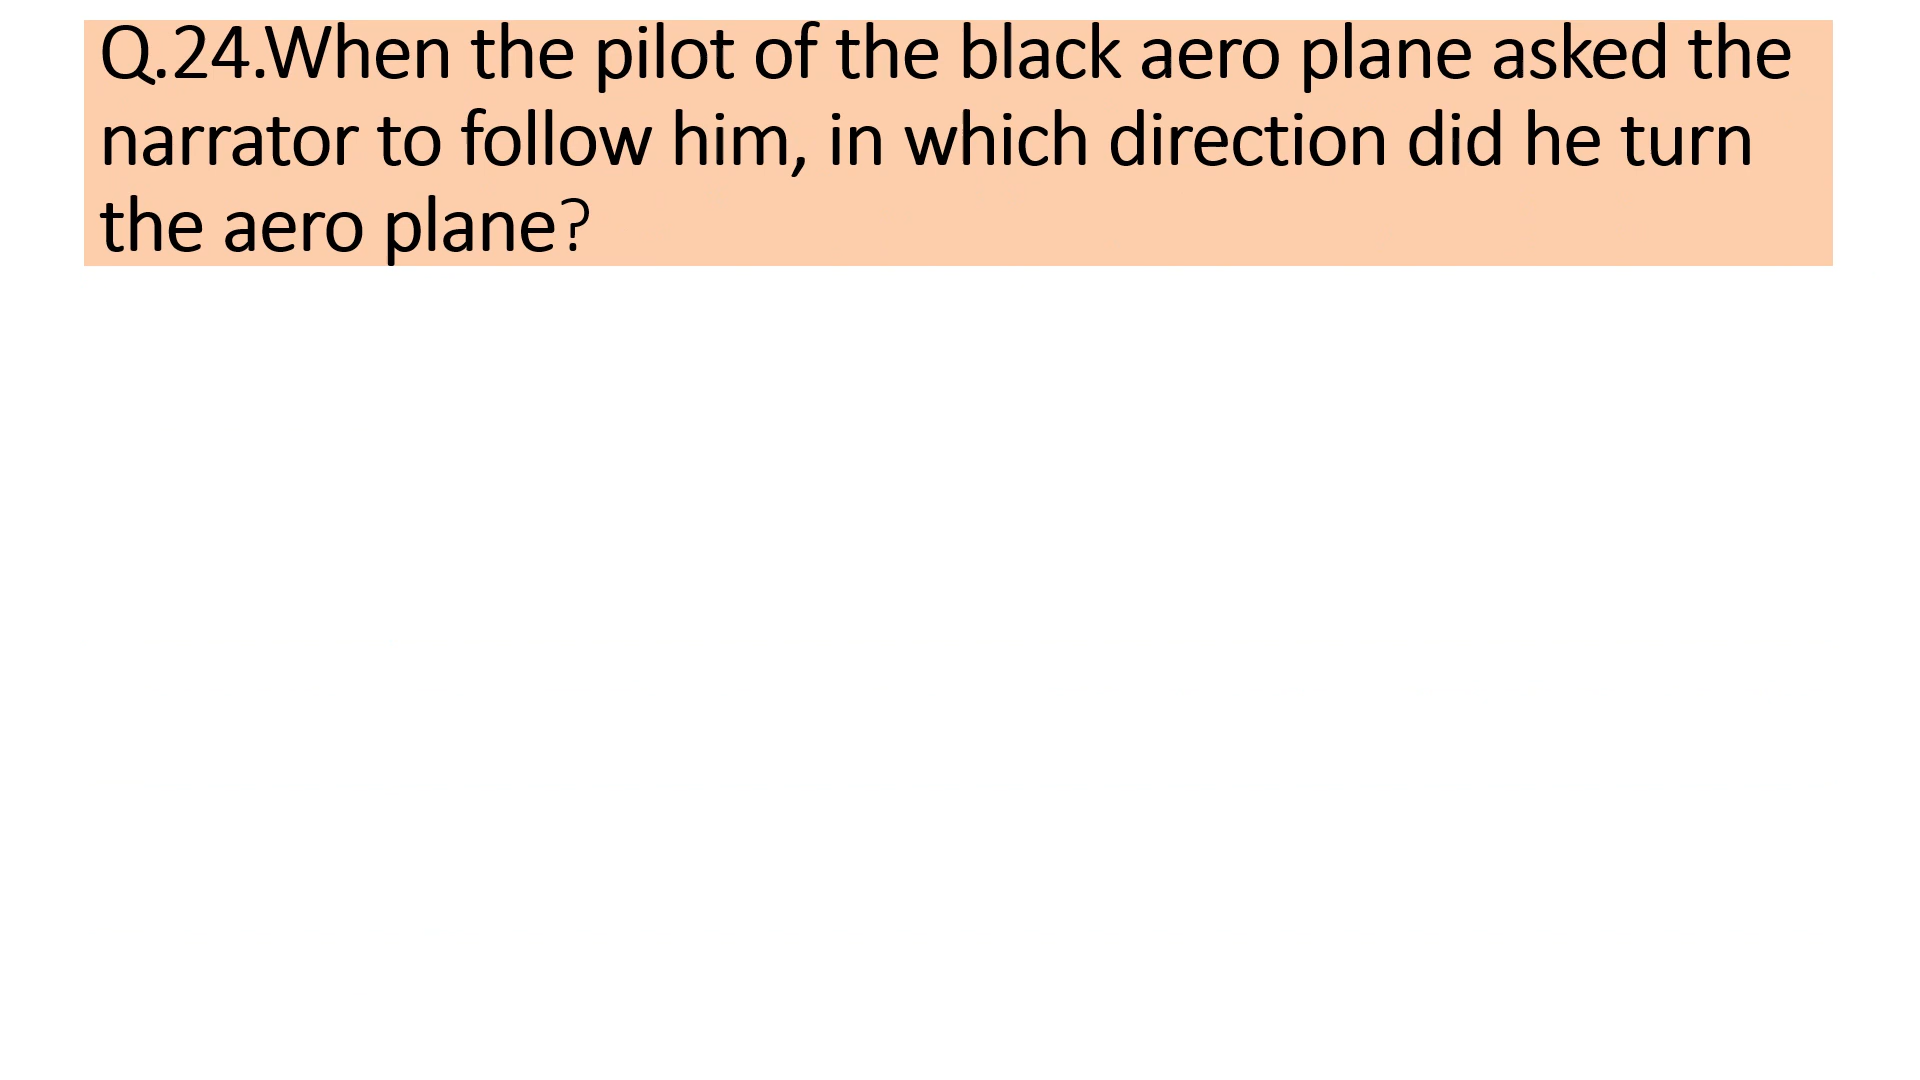 Q.24.When the pilot of the black aero plane asked the
narrator to follow him, in which direction did he turn
the aero plane?